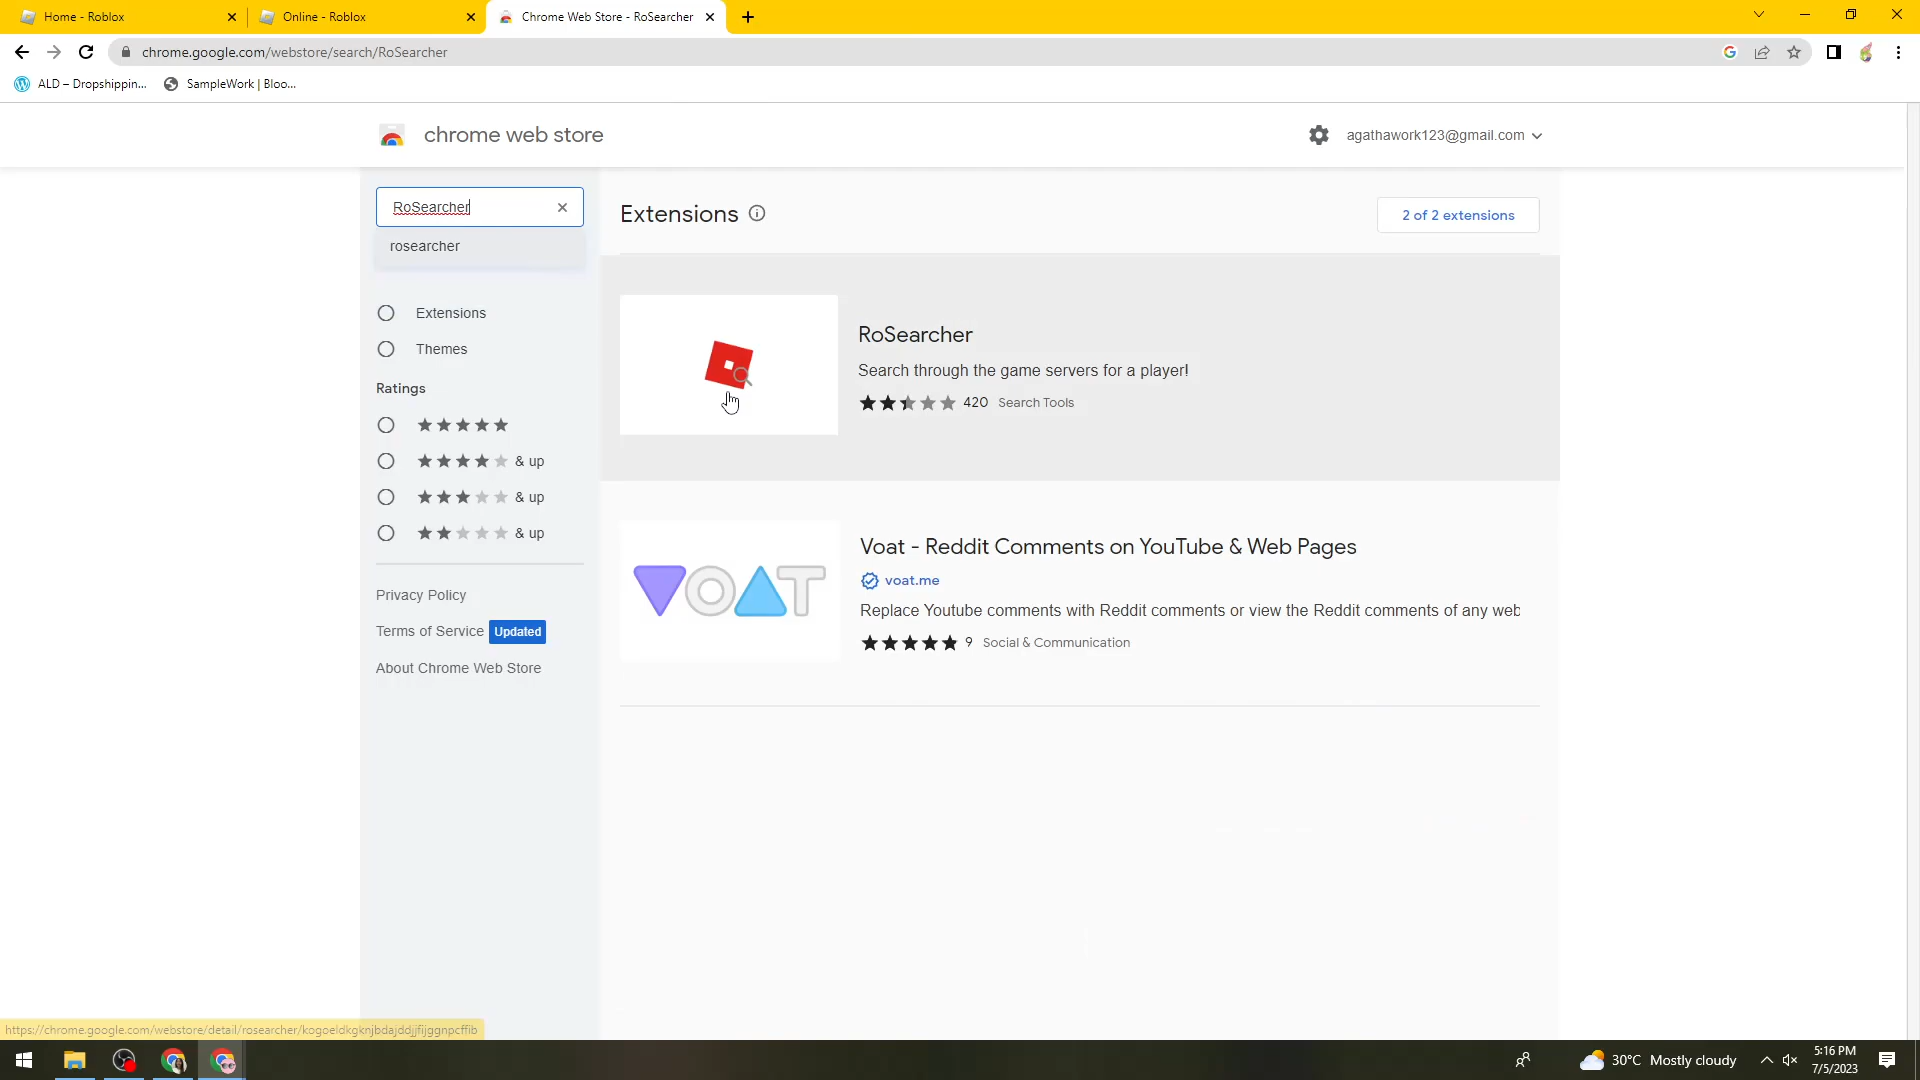 Home - Roblox
Online - Roblox
Chrome Web Store - RoSearcher
chrome.google.com/webstore/search/RoSearcher
ALD – Dropshippin...
SampleWork | Bloo...
chrome web store
agathawork123@gmail.com
RoSearcher
rosearcher
Extensions
Themes
Ratings
& up
& up
& up
Privacy Policy
Terms of Service Updated
About Chrome Web Store
Extensions
2 of 2 extensions
RoSearcher
Search through the game servers for a player!
420 Search Tools
VOAT
Voat - Reddit Comments on YouTube & Web Pages
voat.me
Replace Youtube comments with Reddit comments or view the Reddit comments of any web
9 Social & Communication
https://chrome.google.com/webstore/detail/rosearcher/kogoeldkgknjbdajddjjfijggnpcffib
30°C Mostly cloudy
5:16 PM
7/5/2023